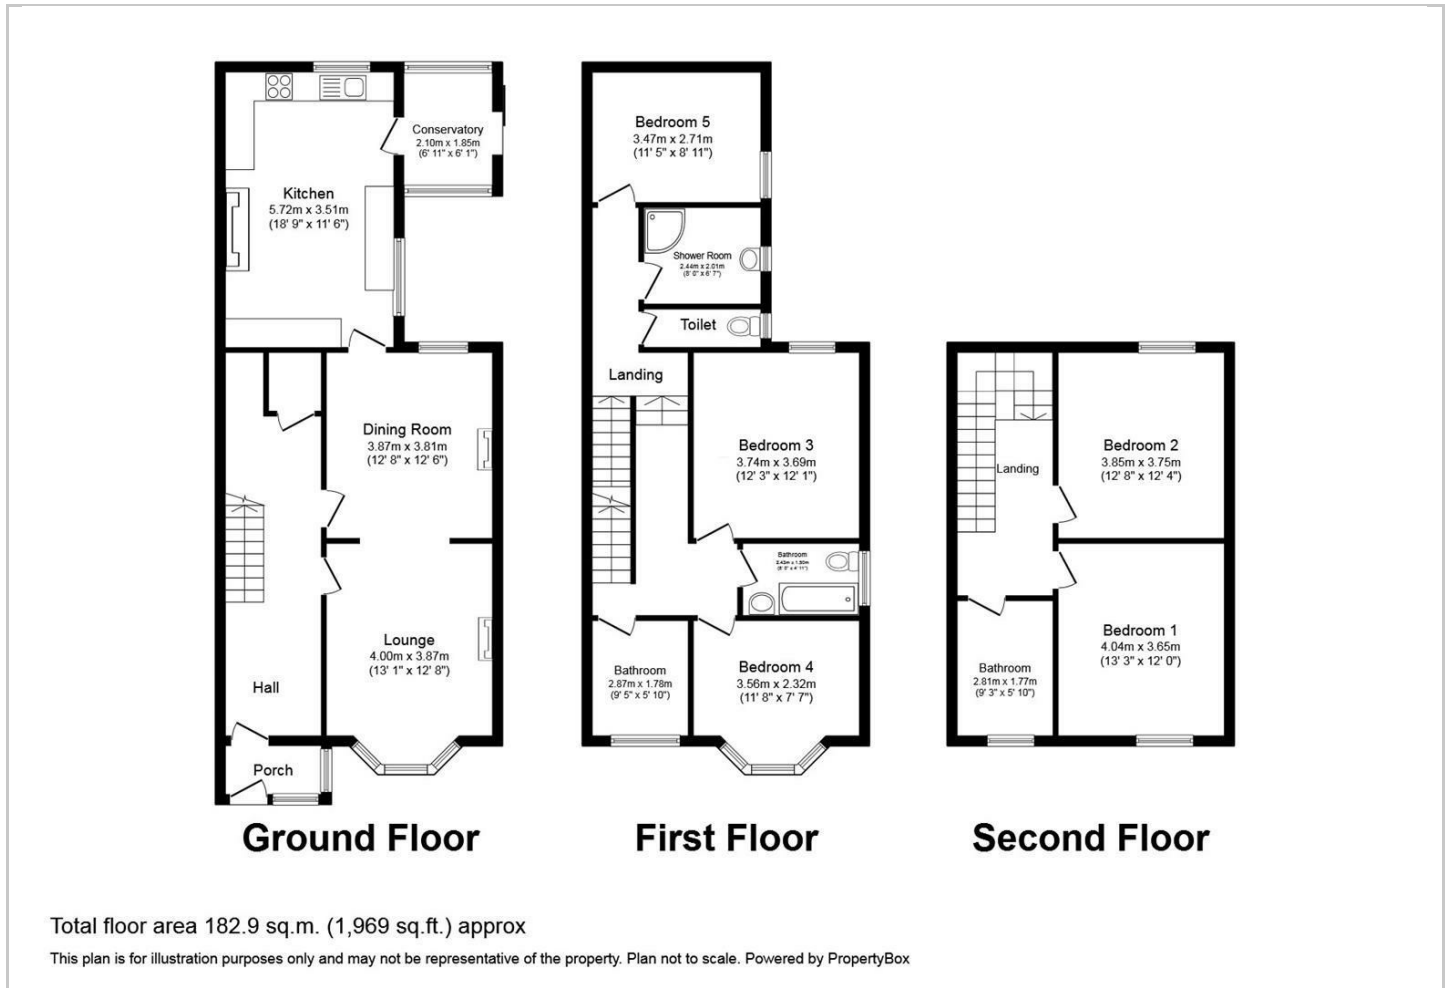 Conservatory
2.10m x 1.85m
(6' 11" x 6' 1")
Kitchen
5.72m x 3.51m
(18' 9" x 11' 6")
Dining Room
3.87m x 3.81m
(12' 8" x 12' 6")
Lounge
4.00m x 3.87m
(13' 1" x 12' 8")
Hall
Porch
Ground Floor
Bedroom 5
3.47m x 2.71m
(11' 5" x 8' 11")
Shower Room
2.44m x 2.01m
(8' 0" x 6' 7")
Toilet
Landing
Bedroom 3
3.74m x 3.69m
(12' 3" x 12' 1")
Bathroom
Bathroom
2.87m x 1.78m
(9' 5" x 5' 10")
Bedroom 4
3.56m x 2.32m
(11' 8" x 7' 7")
First Floor
Bedroom 2
3.85m x 3.75m
(12' 8" x 12' 4")
Landing
Bedroom 1
4.04m x 3.65m
(13' 3" x 12' 0")
Bathroom
2.81m x 1.77m
(9' 3" x 5' 10")
Second Floor
Total floor area 182.9 sq.m. (1,969 sq.ft.) approx
This plan is for illustration purposes only and may not be representative of the property. Plan not to scale. Powered by PropertyBox